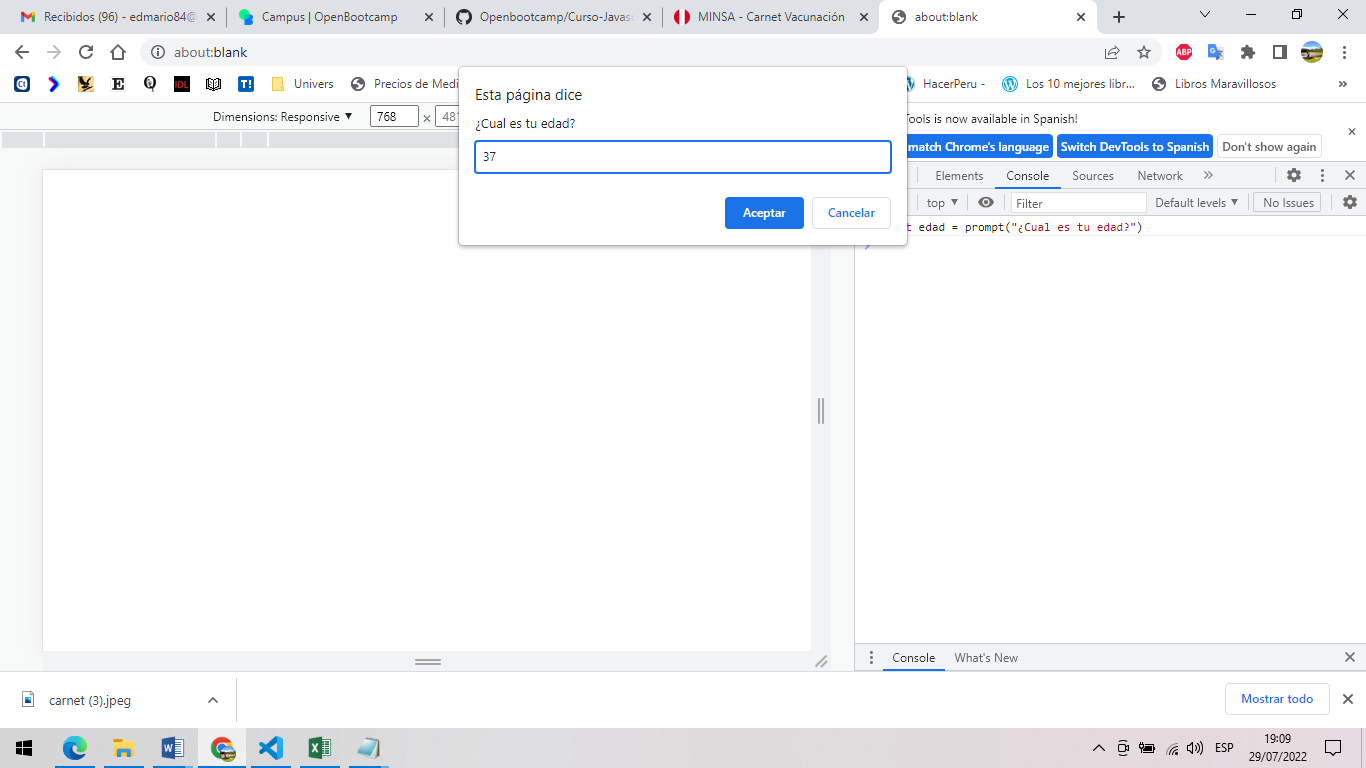 Recibidos (96) - edmario84@
Campus | OpenBootcamp
Openbootcamp/Curso-Javasc
MINSA - Carnet Vacunación
about:blank
about:blank
ABP
Ct
E
IDL
T!
Univers
Precios de Medi
HacerPeru -
Los 10 mejores libr...
Libros Maravillosos
»
Esta página dice
¿Cual es tu edad?
37
Aceptar
Cancelar
Dimensions: Responsive
768
×
481
Tools is now available in Spanish!
match Chrome's language
Switch DevTools to Spanish
Don't show again
Elements
Console
Sources
Network
»
top
Filter
Default levels
No Issues
t edad = prompt("¿Cual es tu edad?")
Console
What's New
carnet (3).jpeg
Mostrar todo
ESP
19:09
29/07/2022